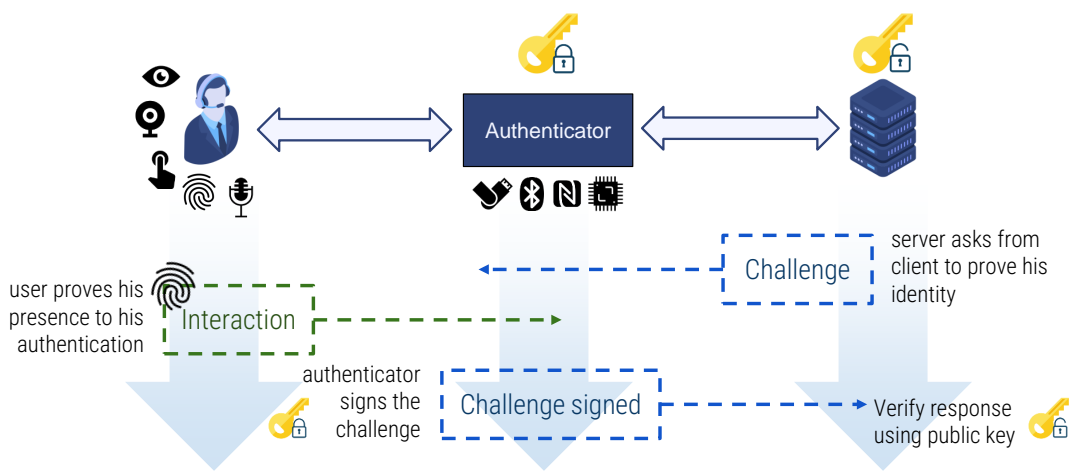 Authenticator
Challenge
server asks from
client to prove his
identity
user proves his
presence to his
authentication
Interaction
authenticator
signs the
challenge
Challenge signed
Verify response
using public key